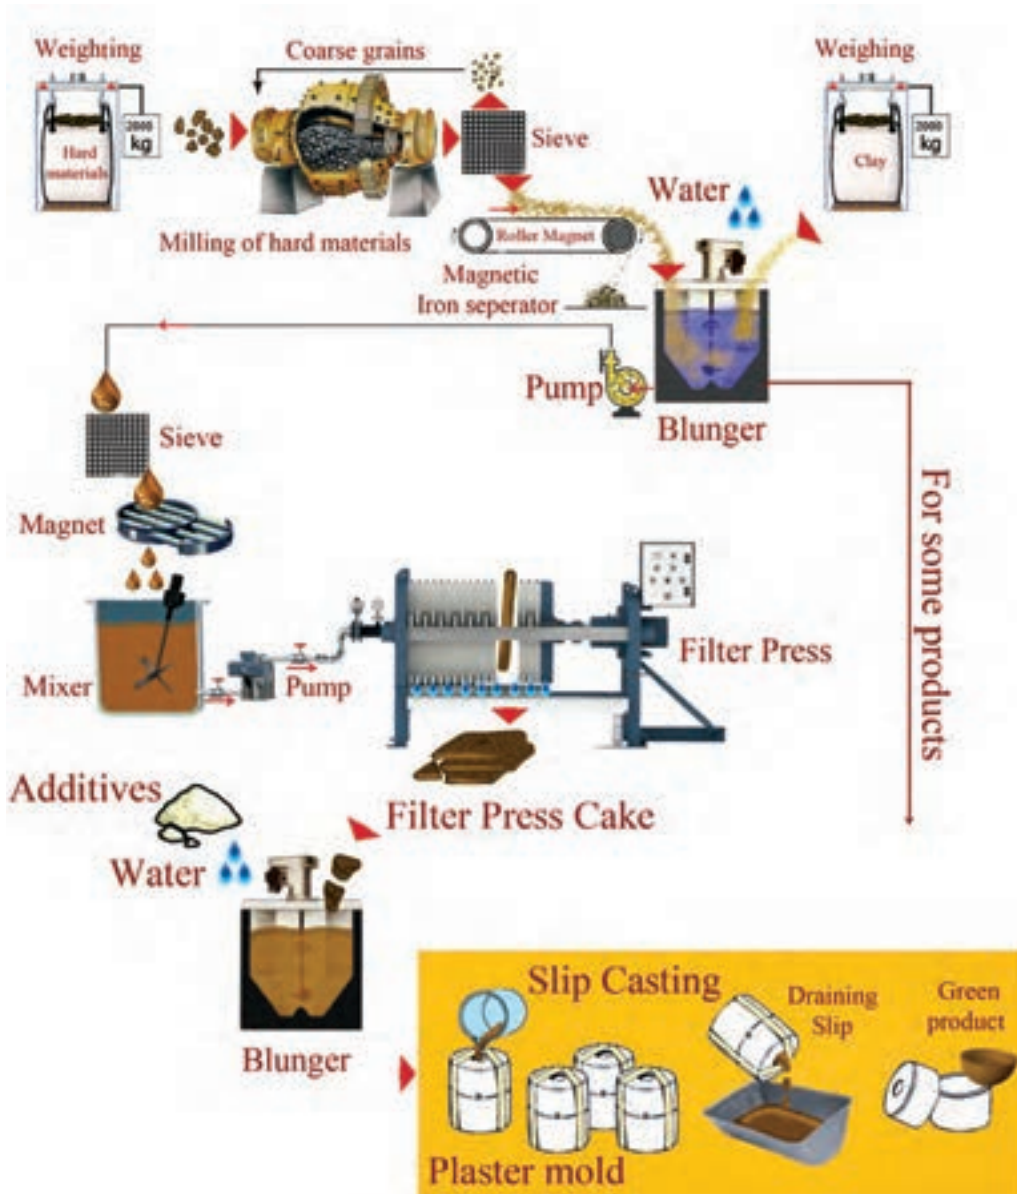 Weighting
Coarse grains
Weighing
2000
kg
Hard
materials
Sieve
2000
kg
Clay
Water
Milling of hard materials
Roller Magnet
Magnetic
Iron seperator
Pump
Blunger
Sieve
For some products
Magnet
Mixer
Pump
Filter Press
Additives
Filter Press Cake
Water
Blunger
Slip Casting
Draining
Slip
Green
product
Plaster mold